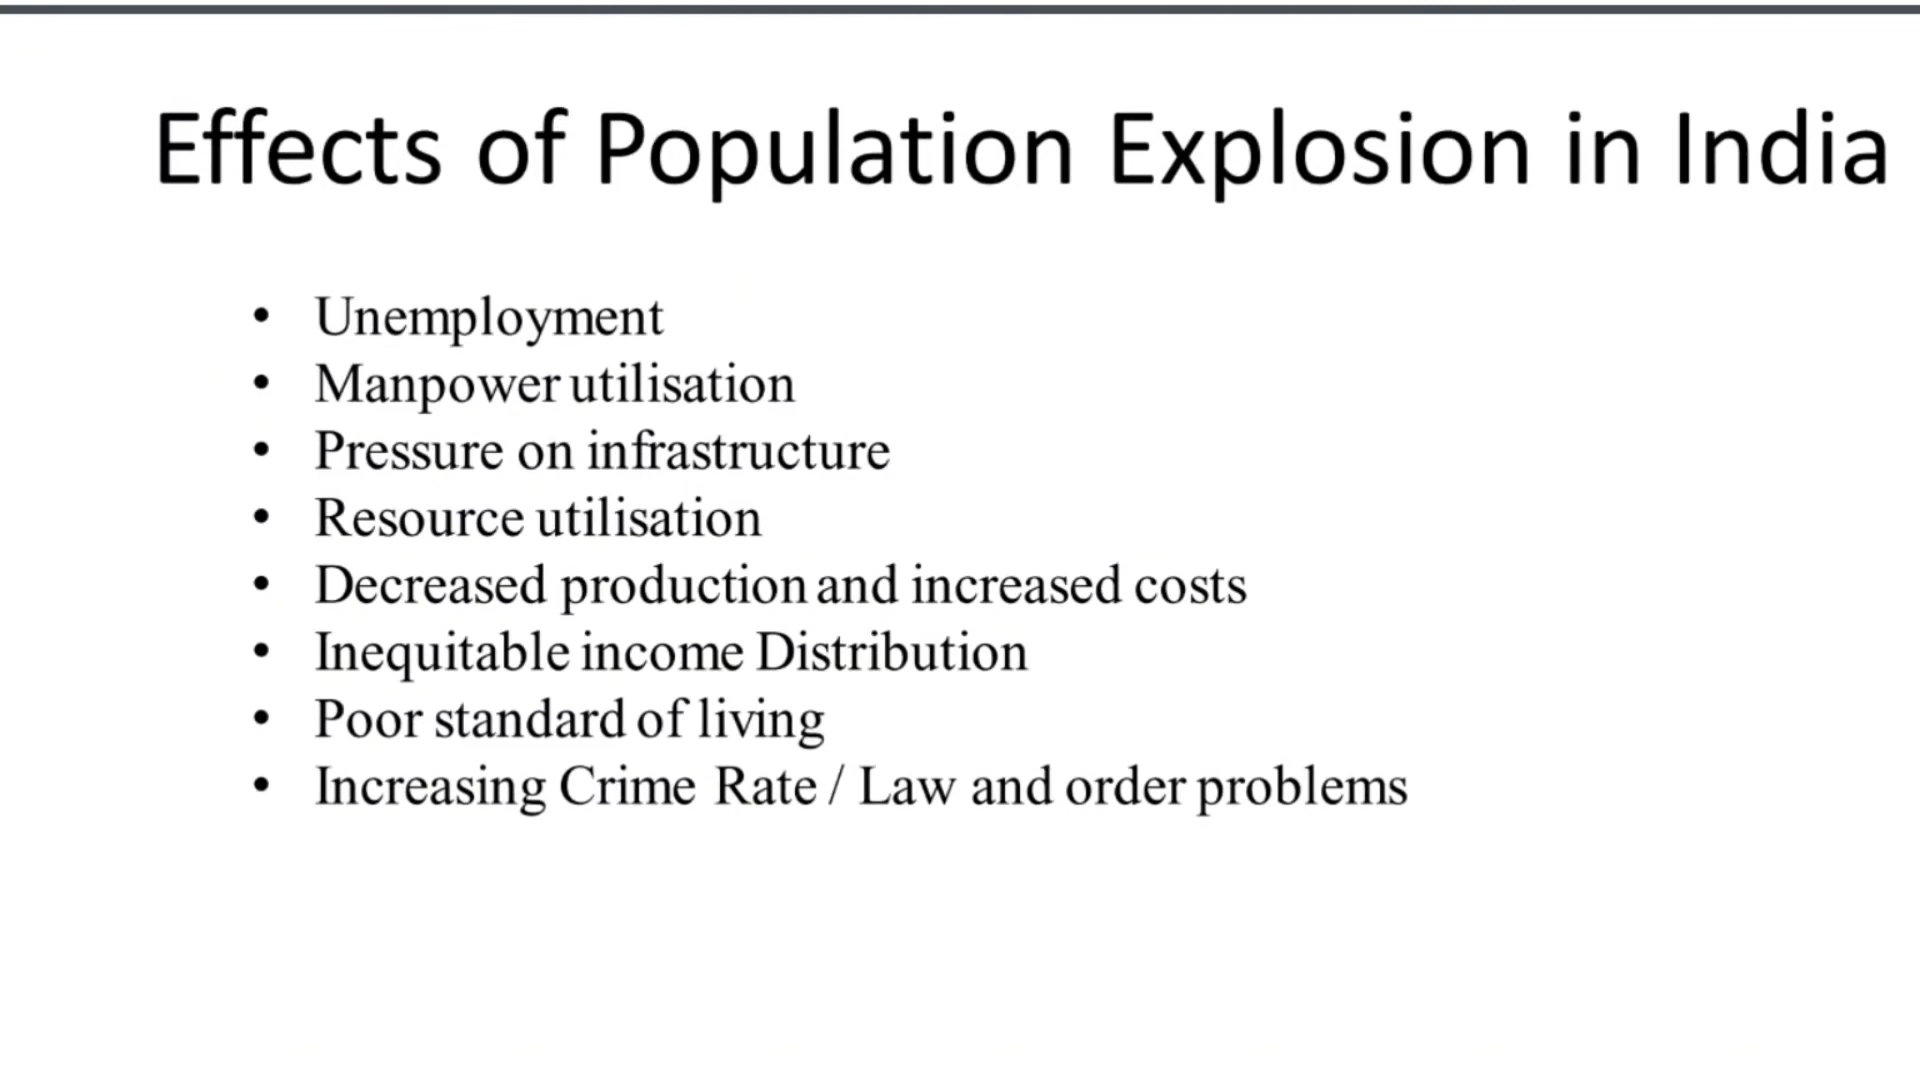 Effects of Population Explosion in India
• Unemployment
• Manpower utilisation
• Pressure on infrastructure
• Resource utilisation
• Decreased production and increased costs
• Inequitable income Distribution
• Poor standard of living
• Increasing Crime Rate / Law and order problems